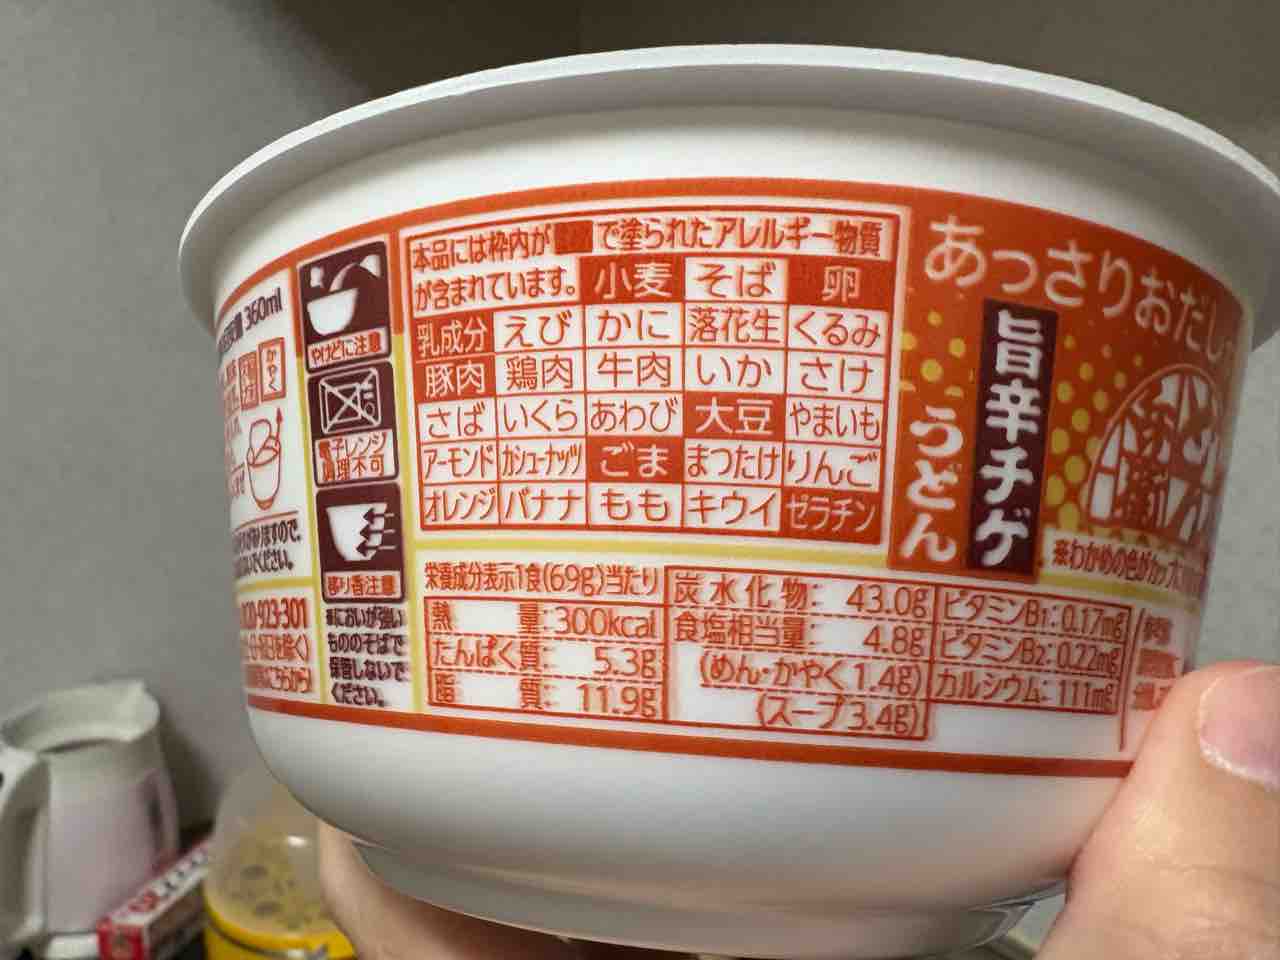 360ml
かやく
やけどに注意
電子レンジ
調理不可
移り香注意
においが強い
もののそばで
保管しないで
ください。
本品には枠内が
で塗られたアレルギー物質
が含まれています。
小麦 そば 卵
乳成分 えび かに 落花生 くるみ
豚肉 鶏肉 牛肉 いか さけ
さば いくら あわび 大豆 やまいも
アーモンド カシューナッツ ごま まつたけ りんご
オレンジ バナナ もも キウイ ゼラチン
栄養成分表示1食(69g)当たり
熱量:300kcal
たんぱく質: 5.3g
脂質: 11.9g
炭水化物: 43.0g
食塩相当量: 4.8g
(めん・かやく 1.4g)
(スープ 3.4g)
ビタミンB1:0.17mg
ビタミンB2:0.22mg
カルシウム:111mg
あっさりおだし
旨辛チゲ
うどん